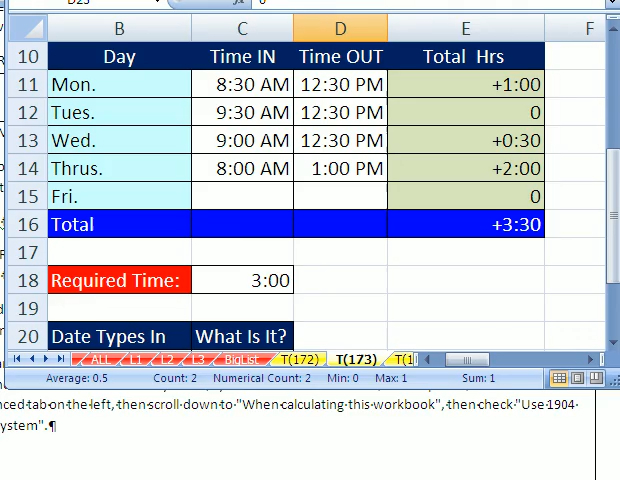 B C D E F
10 Day Time IN Time OUT Total Hrs
11 Mon. 8:30 AM 12:30 PM +1:00
12 Tues. 9:30 AM 12:30 PM 0
13 Wed. 9:00 AM 12:30 PM +0:30
14 Thrus. 8:00 AM 1:00 PM +2:00
15 Fri. 0
16 Total +3:30
17
18 Required Time: 3:00
19
20 Date Types In What Is It?
ALL L1 L2 L3 BigList T(172) T(173) T(1
Average: 0.5 Count: 2 Numerical Count: 2 Min: 0 Max: 1 Sum: 1
nced tab on the left, then scroll down to "When calculating this workbook", then check "Use 1904
ystem".¶